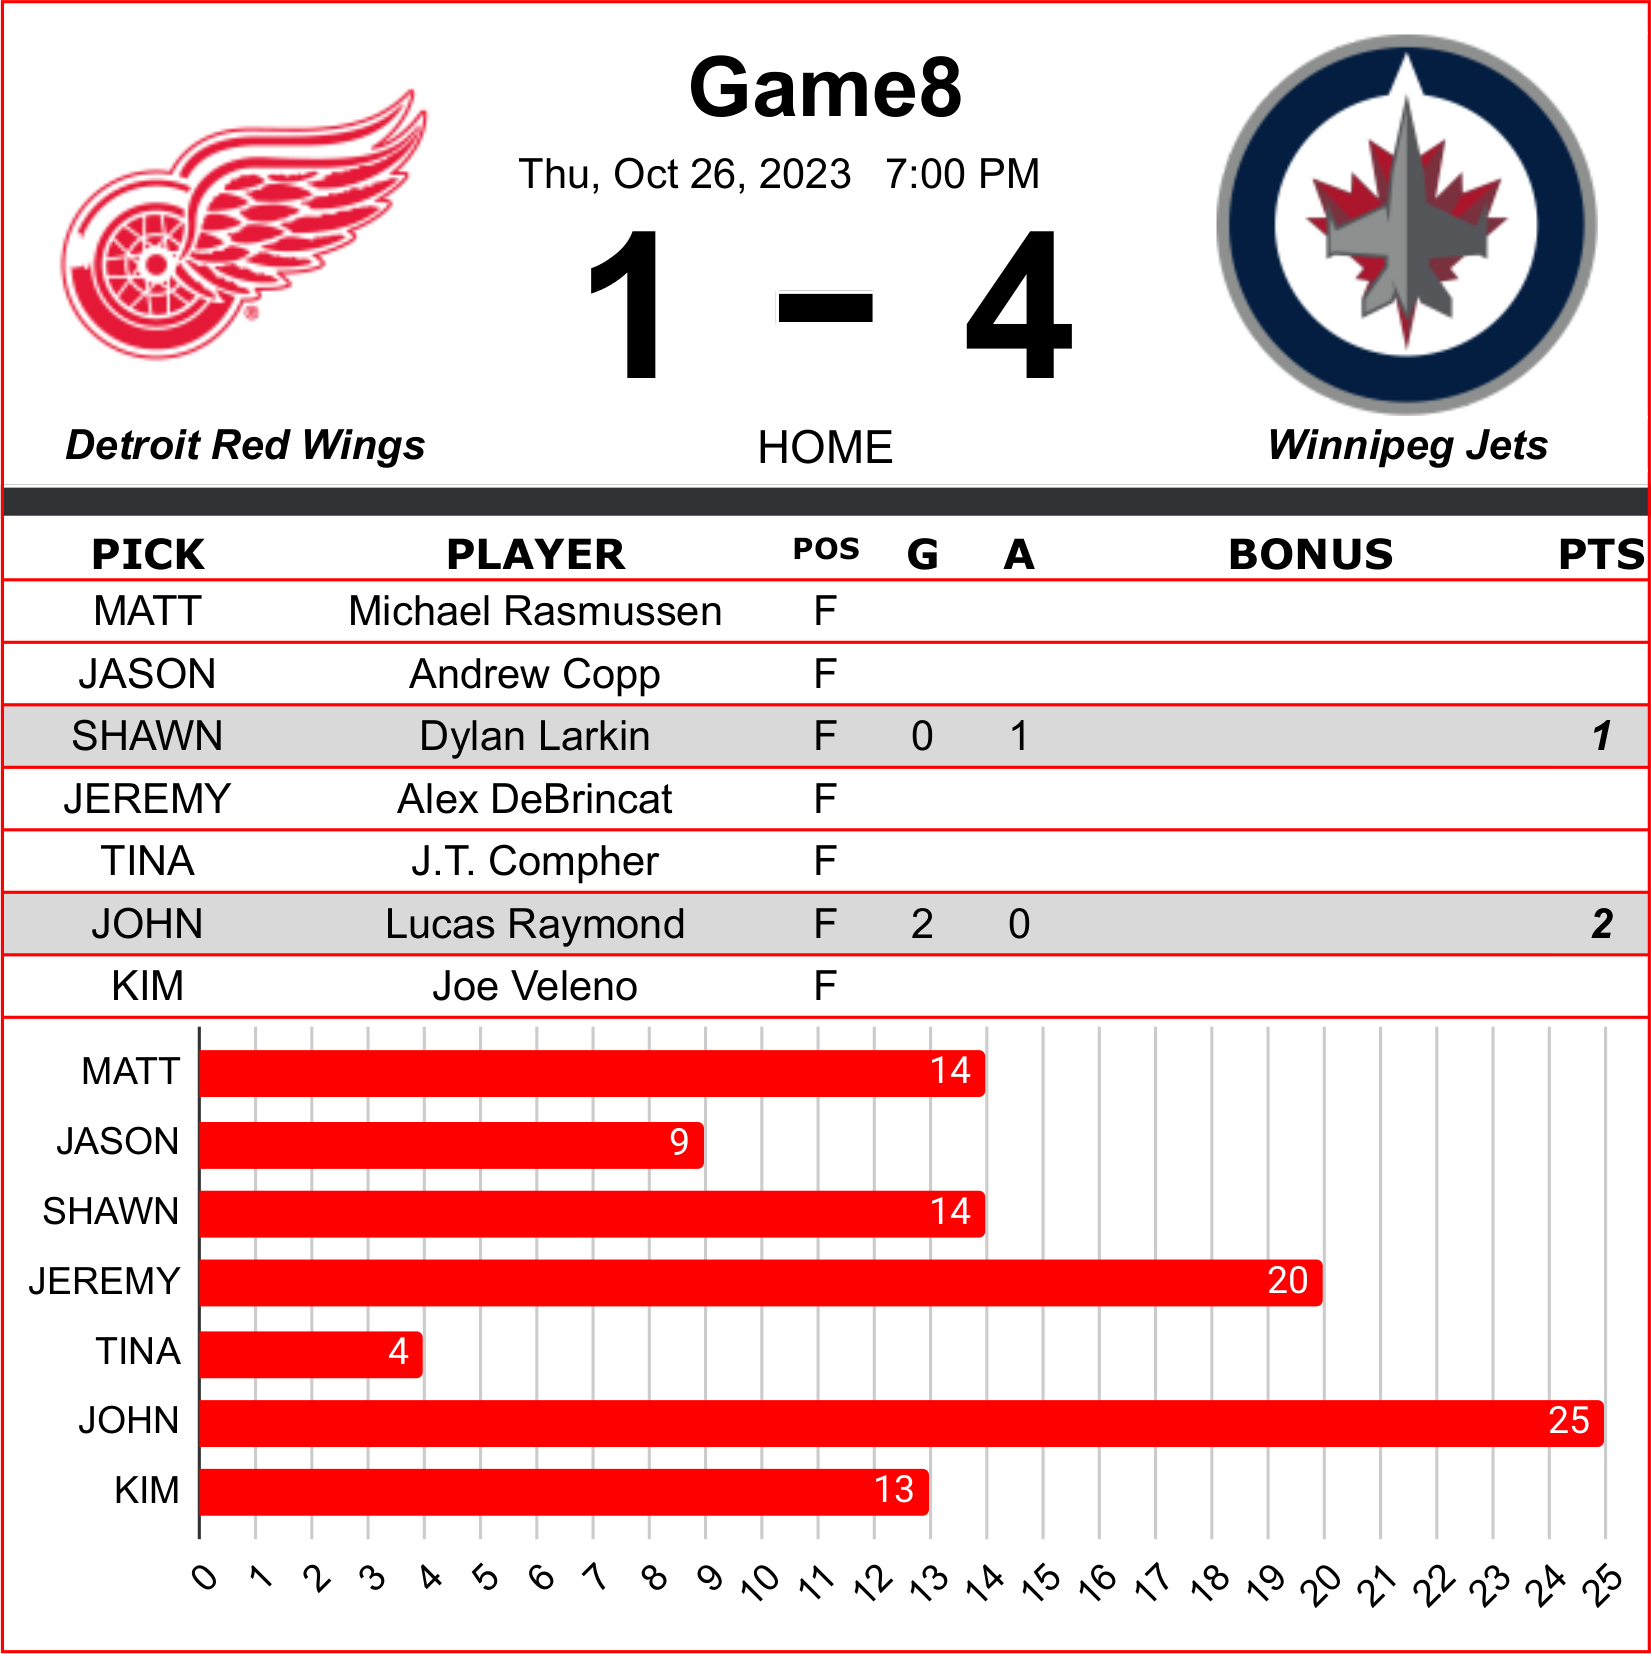 Game8
Thu, Oct 26, 2023 7:00 PM
1 - 4
Detroit Red Wings HOME Winnipeg Jets
PICK PLAYER POS G A BONUS PTS
MATT Michael Rasmussen F
JASON Andrew Copp F
SHAWN Dylan Larkin F 0 1 1
JEREMY Alex DeBrincat F
TINA J.T. Compher F
JOHN Lucas Raymond F 2 0 2
KIM Joe Veleno F
MATT 14
JASON 9
SHAWN 14
JEREMY 20
TINA 4
JOHN 25
KIM 13
0 1 2 3 4 5 6 7 8 9 10 11 12 13 14 15 16 17 18 19 20 21 22 23 24 25